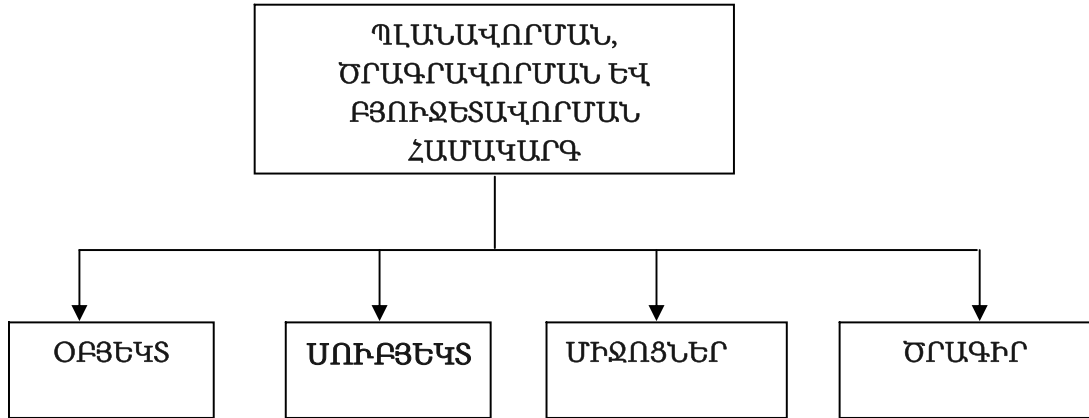 ՊԼԱՆԱՎՈՐՄԱՆ,
ԾՐԱԳՐԱՎՈՐՄԱՆ ԵՎ
ԲՅՈՒՋԵՏԱՎՈՐՄԱՆ
ՀԱՄԱԿԱՐԳ
ՕԲՅԵԿՏ
ՍՈՒԲՅԵԿՏ
ՄԻՋՈՑՆԵՐ
ԾՐԱԳԻՐ